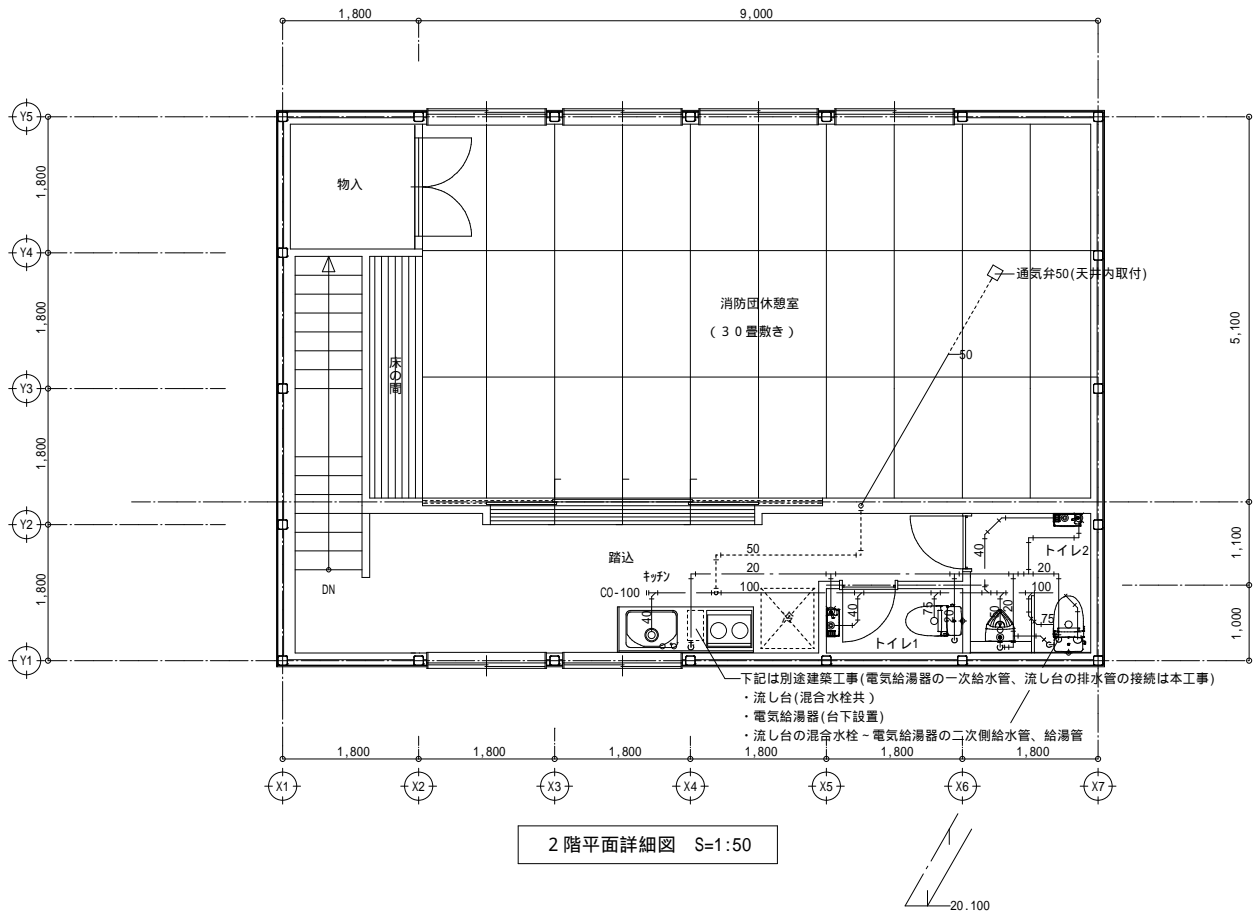 1,800
9,000
Y5
1,800
物入
Y4
通気弁50(天井内取付)
1,800
消防団休憩室
(30畳敷き)
5,100
50
床の間
Y3
1,800
Y2
踏込
50
40
トイレ2
1,100
キッチン
20
20
DN
CO-100
100
100
1,800
40
40
75
20
50
20
75
1,000
トイレ1
Y1
下記は別途建築工事(電気給湯器の一次給水管、流し台の排水管の接続は本工事)
・流し台(混合水栓共)
・電気給湯器(台下設置)
・流し台の混合水栓~電気給湯器の二次側給水管、給湯管
1,800
1,800
1,800
1,800
1,800
1,800
X1
X2
X3
X4
X5
X6
X7
2階平面詳細図 S=1:50
20.100